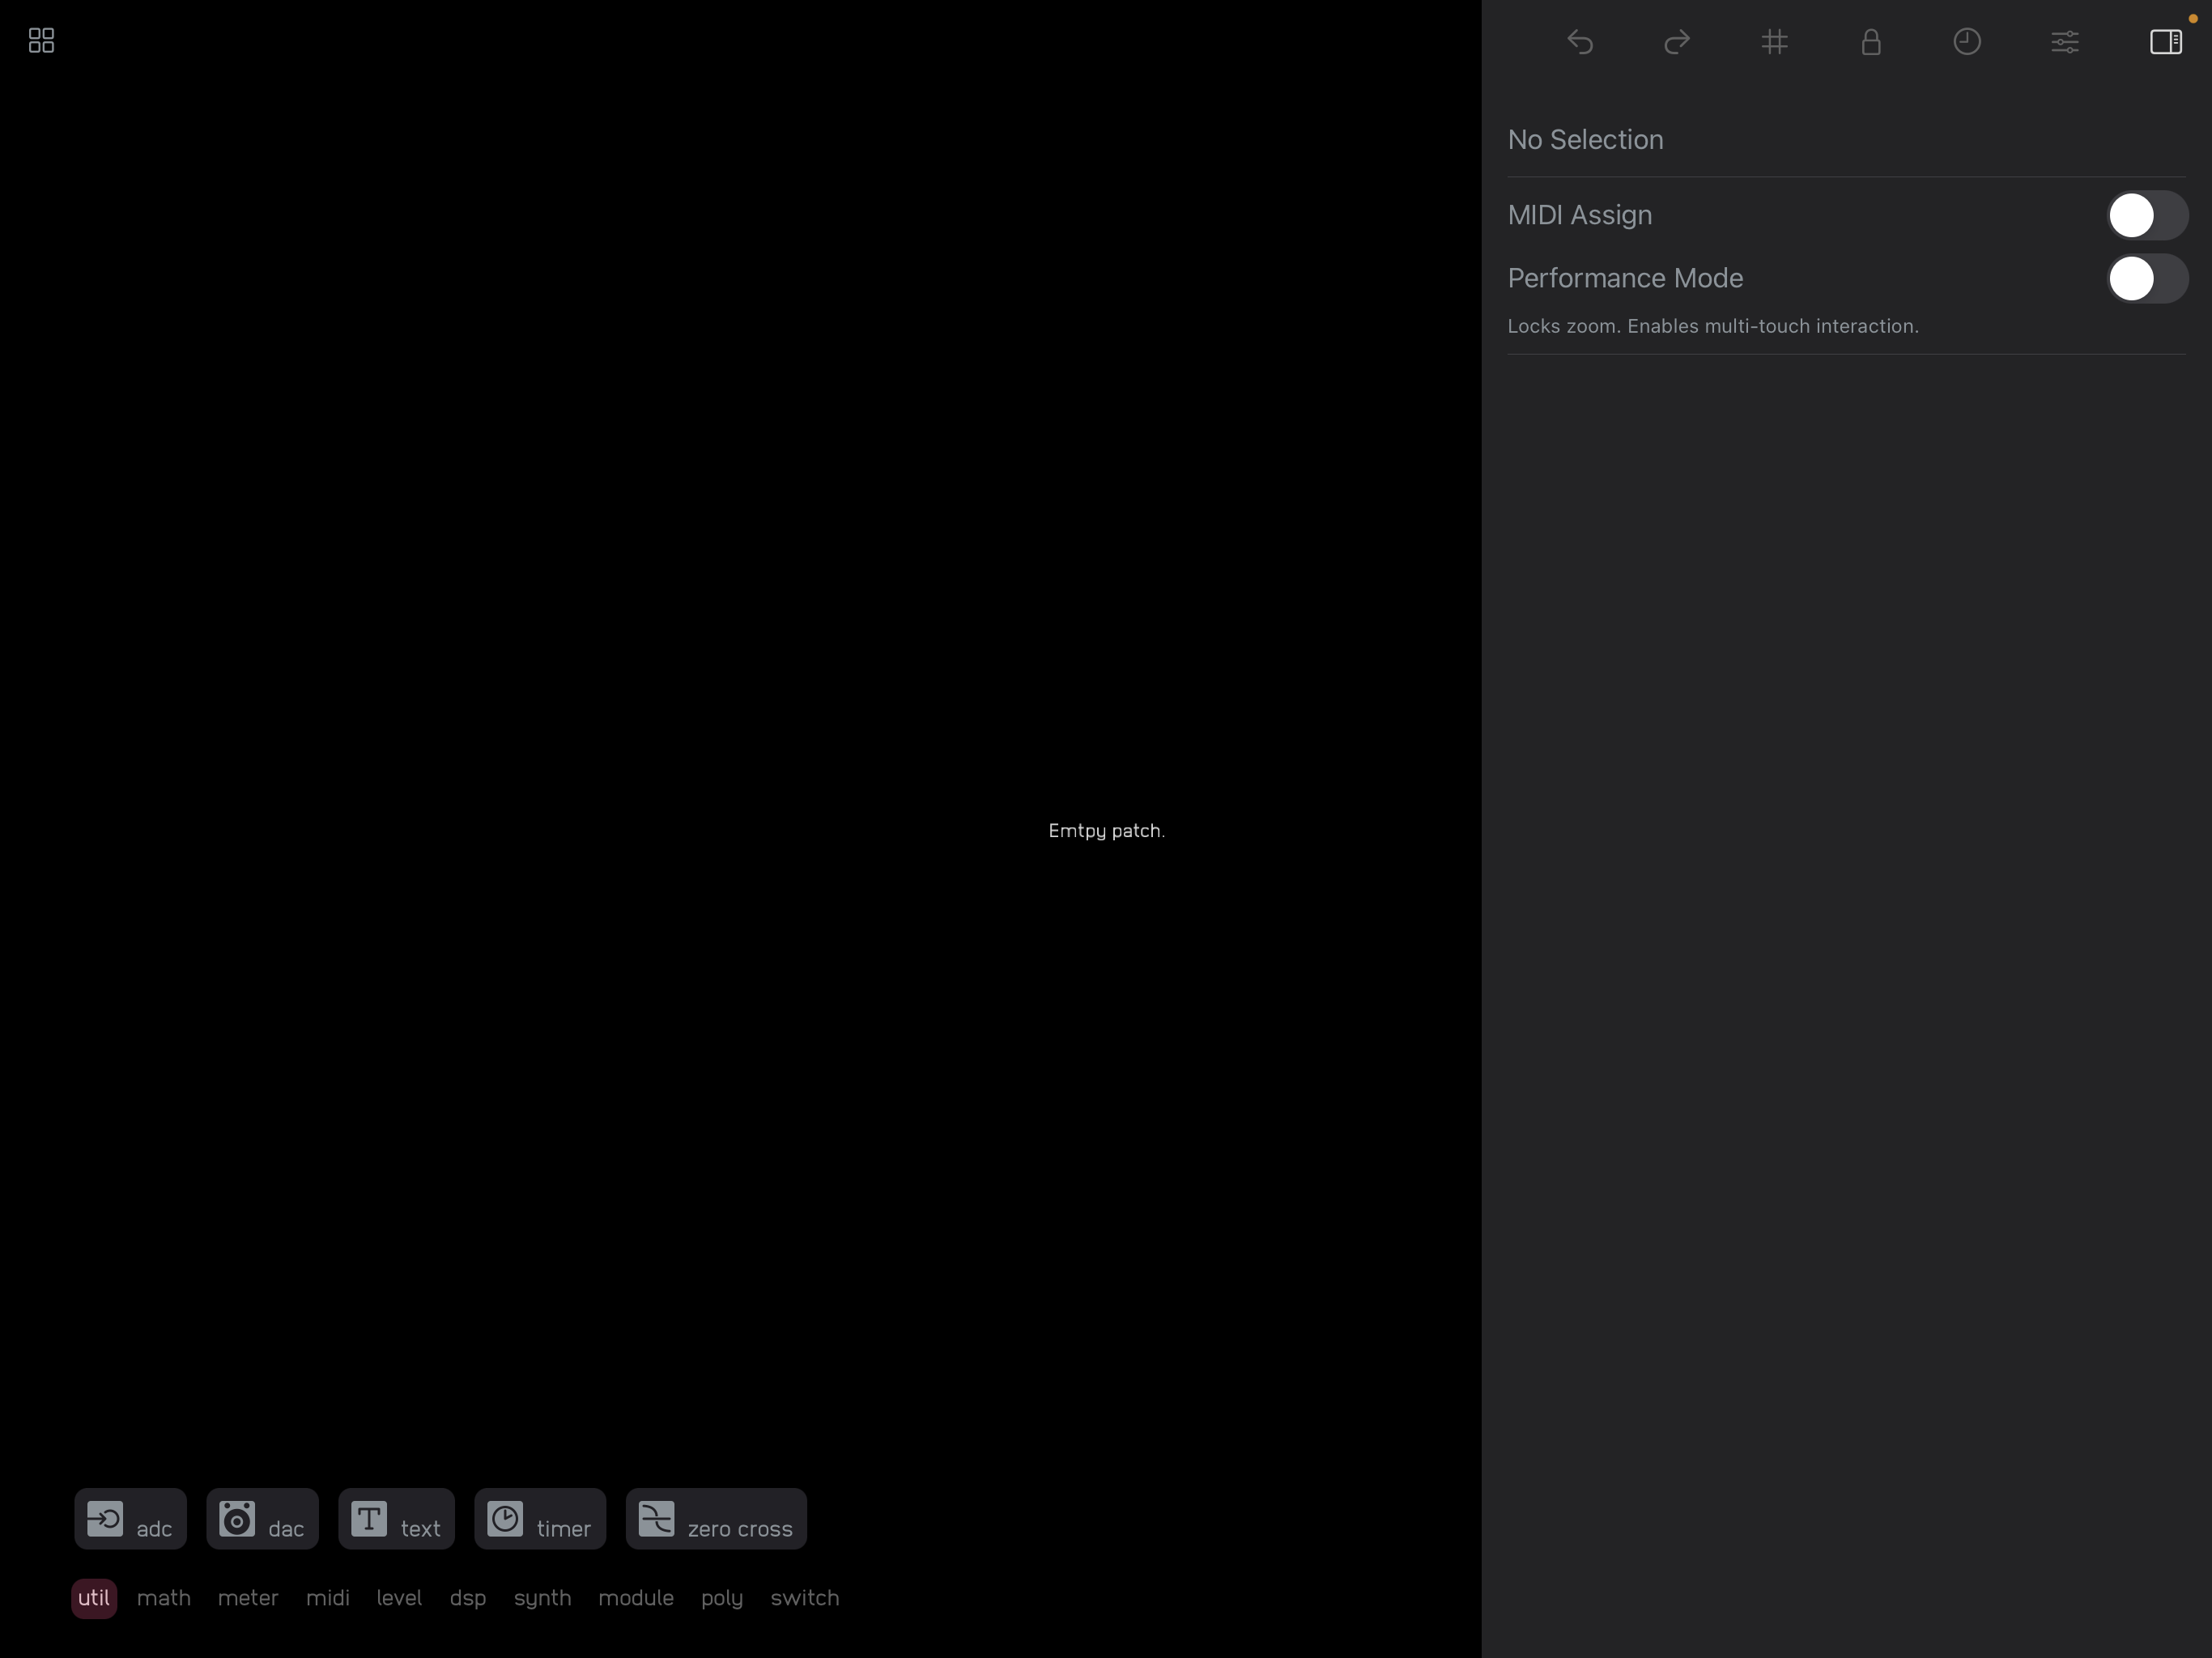 No Selection
MIDI Assign
Performance Mode
Locks zoom. Enables multi-touch interaction.
Emtpy patch.
adc dac text timer zero cross
util math meter midi level dsp synth module poly switch